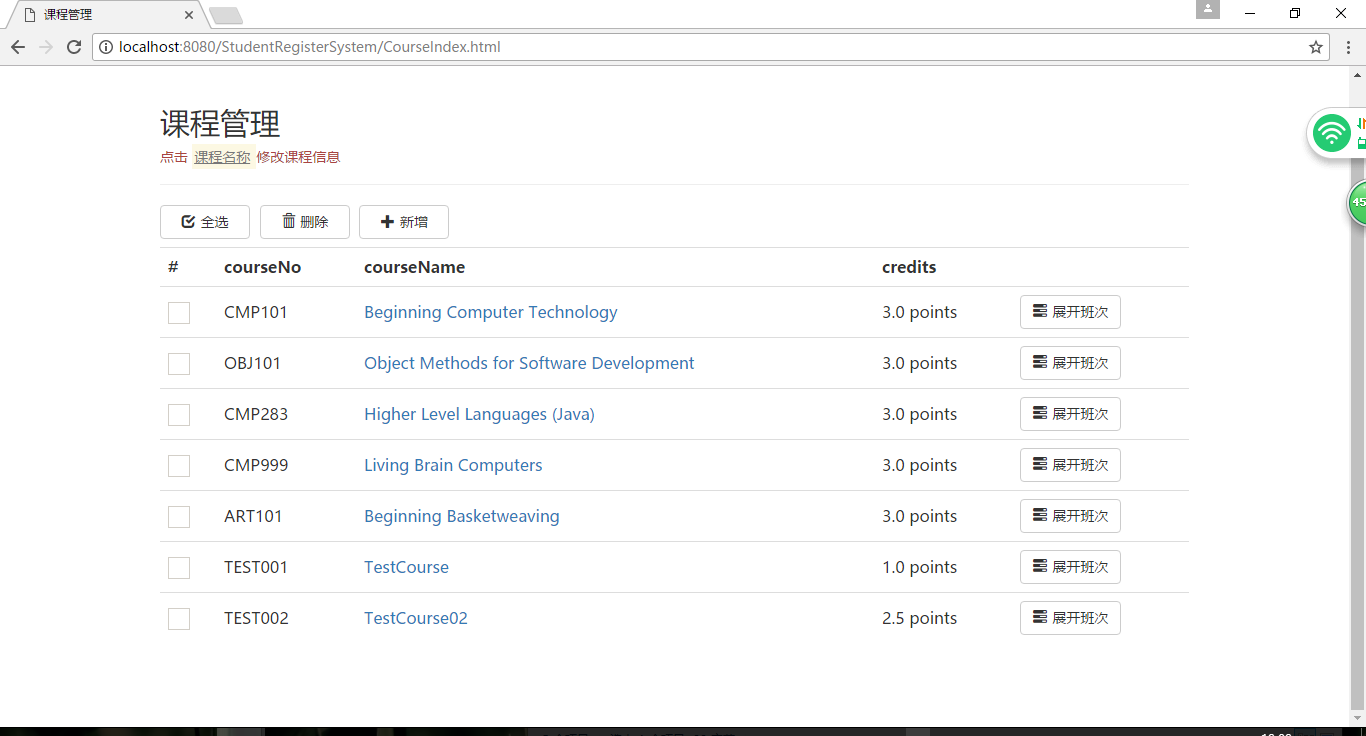 课程管理
localhost:8080/StudentRegisterSystem/CourseIndex.html
课程管理
点击 课程名称 修改课程信息
全选 删除 新增
# courseNo courseName credits
CMP101 Beginning Computer Technology 3.0 points 展开班次
OBJ101 Object Methods for Software Development 3.0 points 展开班次
CMP283 Higher Level Languages (Java) 3.0 points 展开班次
CMP999 Living Brain Computers 3.0 points 展开班次
ART101 Beginning Basketweaving 3.0 points 展开班次
TEST001 TestCourse 1.0 points 展开班次
TEST002 TestCourse02 2.5 points 展开班次
45